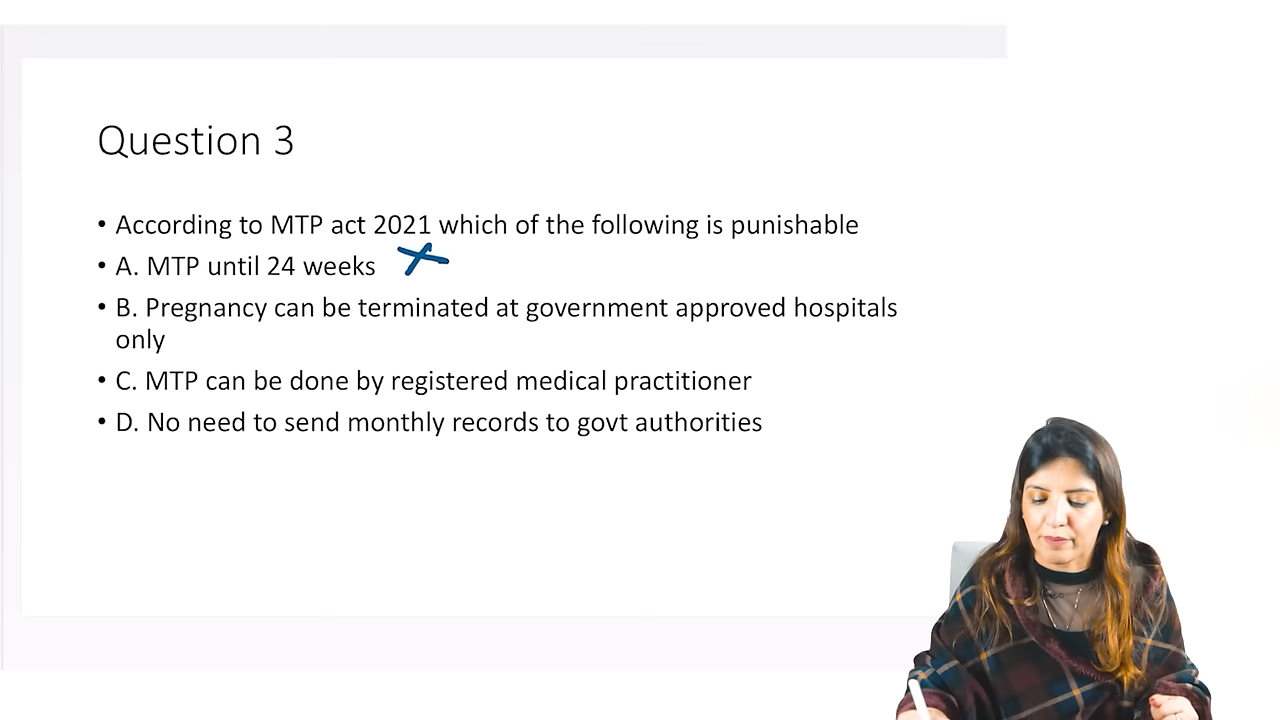 Question 3
• According to MTP act 2021 which of the following is punishable
• A. MTP until 24 weeks
• B. Pregnancy can be terminated at government approved hospitals
only
• C. MTP can be done by registered medical practitioner
• D. No need to send monthly records to govt authorities